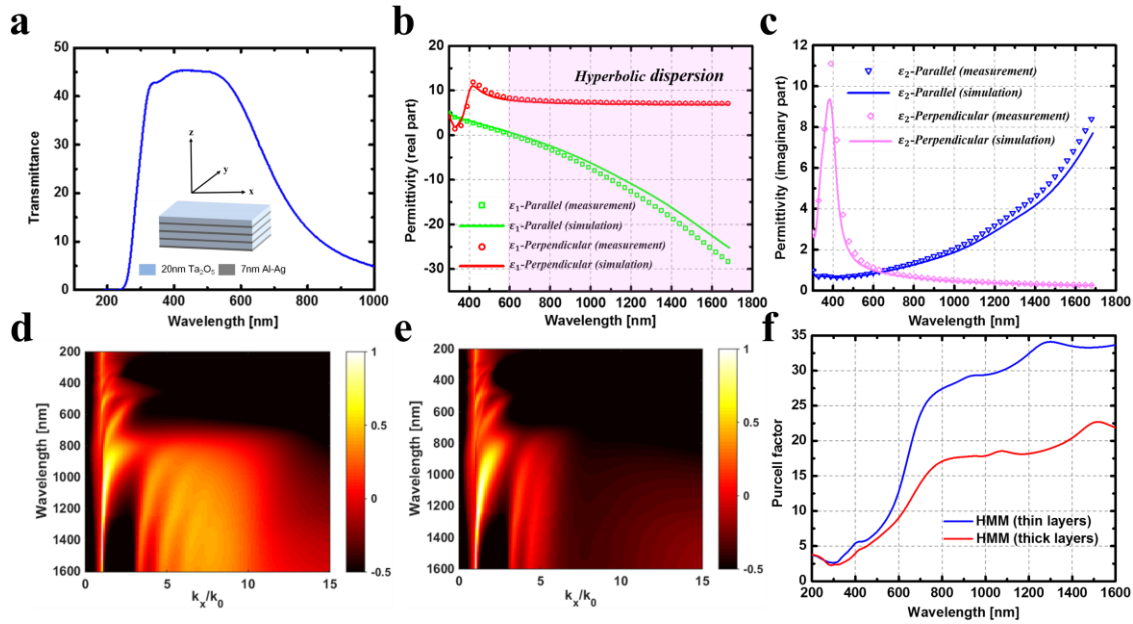 a
50
45
40
35
30
25
20
15
10
5
0
Transmittance
z
y
x
20nm Ta₂O₅ 7nm Al-Ag
200 400 600 800 1000
Wavelength [nm]
b
20
10
0
-10
-20
-30
Permittivity (real part)
Hyperbolic dispersion
ε₁-Parallel (measurement)
ε₁-Parallel (simulation)
ε₁-Perpendicular (measurement)
ε₁-Perpendicular (simulation)
400 600 800 1000 1200 1400 1600 1800
Wavelength [nm]
c
12
10
8
6
4
2
0
Permittivity (imaginary part)
ε₂-Parallel (measurement)
ε₂-Parallel (simulation)
ε₂-Perpendicular (measurement)
ε₂-Perpendicular (simulation)
400 600 800 1000 1200 1400 1600 1800
Wavelength [nm]
d
200
400
600
800
1000
1200
1400
1600
Wavelength [nm]
0 5 10 15
kₓ/k₀
1
0.5
0
-0.5
e
200
400
600
800
1000
1200
1400
1600
Wavelength [nm]
0 5 10 15
kₓ/k₀
1
0.5
0
-0.5
f
35
30
25
20
15
10
5
0
Purcell factor
HMM (thin layers)
HMM (thick layers)
200 400 600 800 1000 1200 1400 1600
Wavelength [nm]